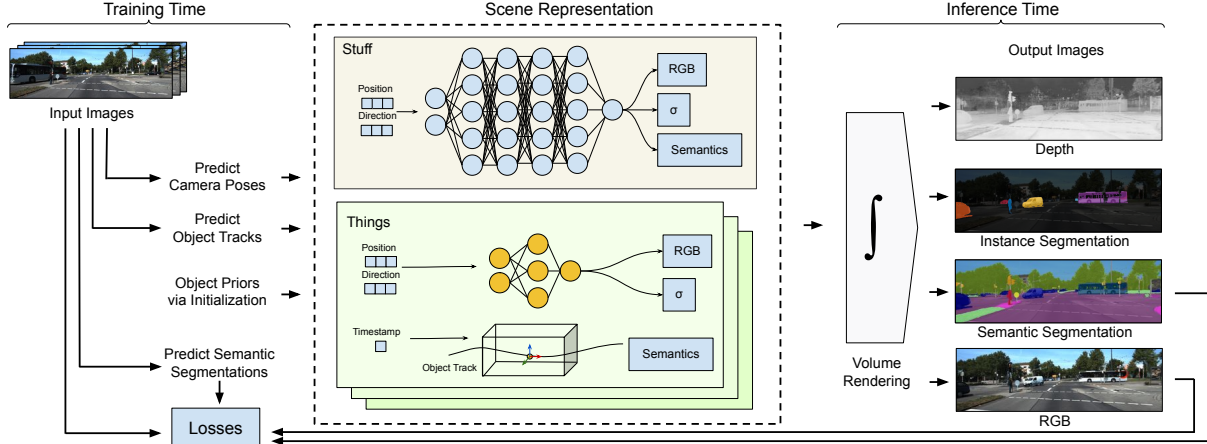 Training Time
Scene Representation
Inference Time
Input Images
Predict
Camera Poses
Predict
Object Tracks
Object Priors
via Initialization
Predict Semantic
Segmentations
Losses
Stuff
Position
Direction
RGB
σ
Semantics
Things
Position
Direction
RGB
σ
Timestamp
Object Track
Semantics
∫
Volume
Rendering
Output Images
Depth
Instance Segmentation
Semantic Segmentation
RGB